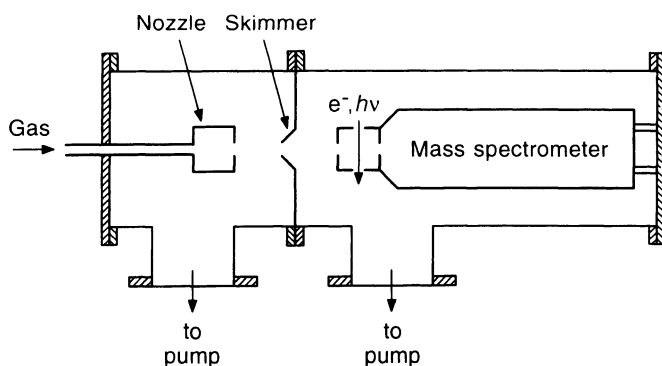 Nozzle Skimmer
Gas
e⁻, hν
Mass spectrometer
to
pump
to
pump